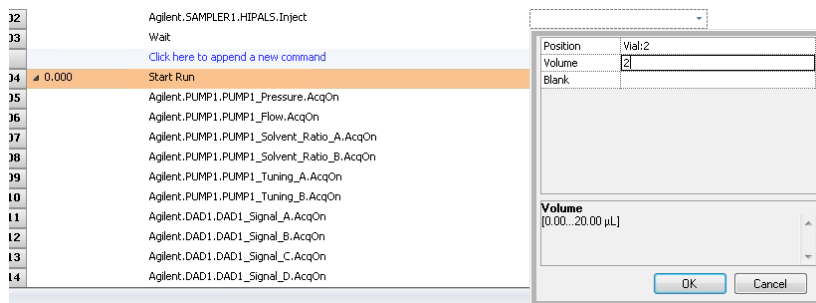 02 Agilent.SAMPLER1.HIPALS.Inject
03 Wait
Click here to append a new command
04 0.000 Start Run
05 Agilent.PUMP1.PUMP1_Pressure.AcqOn
06 Agilent.PUMP1.PUMP1_Flow.AcqOn
07 Agilent.PUMP1.PUMP1_Solvent_Ratio_A.AcqOn
08 Agilent.PUMP1.PUMP1_Solvent_Ratio_B.AcqOn
09 Agilent.PUMP1.PUMP1_Tuning_A.AcqOn
10 Agilent.PUMP1.PUMP1_Tuning_B.AcqOn
11 Agilent.DAD1.DAD1_Signal_A.AcqOn
12 Agilent.DAD1.DAD1_Signal_B.AcqOn
13 Agilent.DAD1.DAD1_Signal_C.AcqOn
14 Agilent.DAD1.DAD1_Signal_D.AcqOn
Position Vial:2
Volume 2
Blank
Volume
[0.00...20.00 µL]
OK Cancel